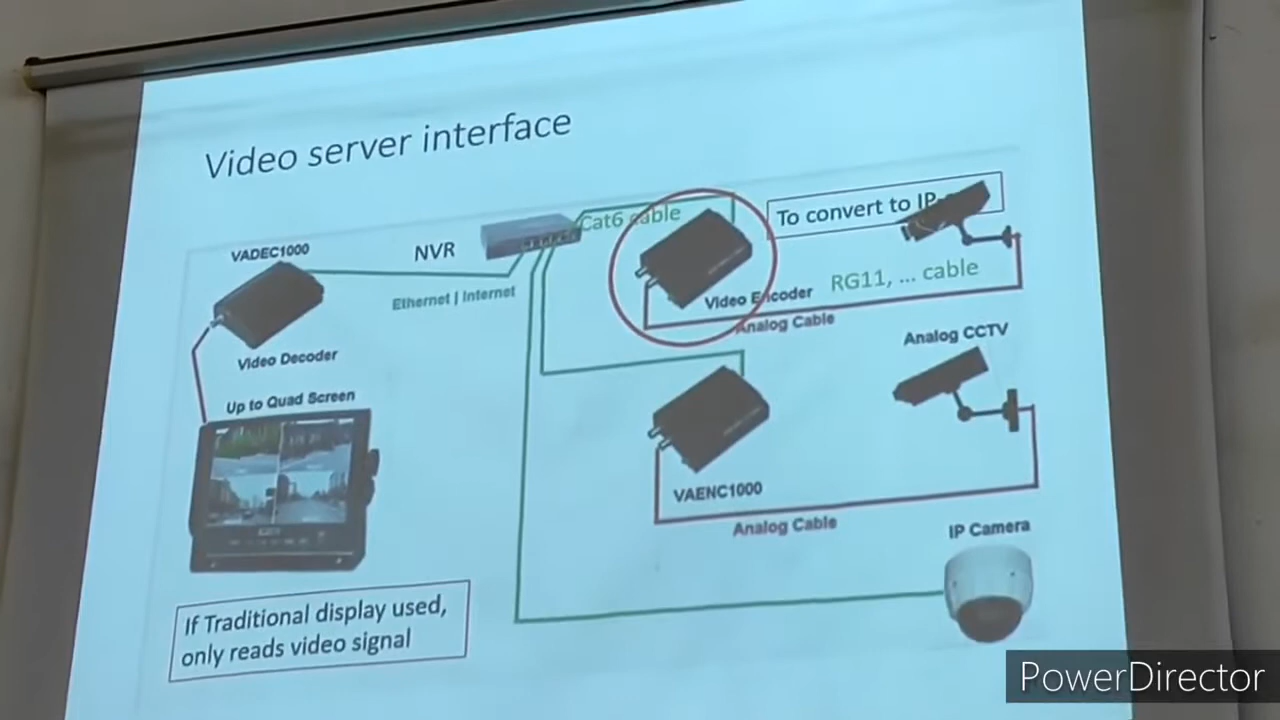 Video server interface
Cat6 cable
To convert to IP
VADEC1000
NVR
Ethernet | Internet
Video Encoder
RG11, ... cable
Analog Cable
Video Decoder
Analog CCTV
Up to Quad Screen
VAENC1000
Analog Cable
IP Camera
If Traditional display used,
only reads video signal
PowerDirector